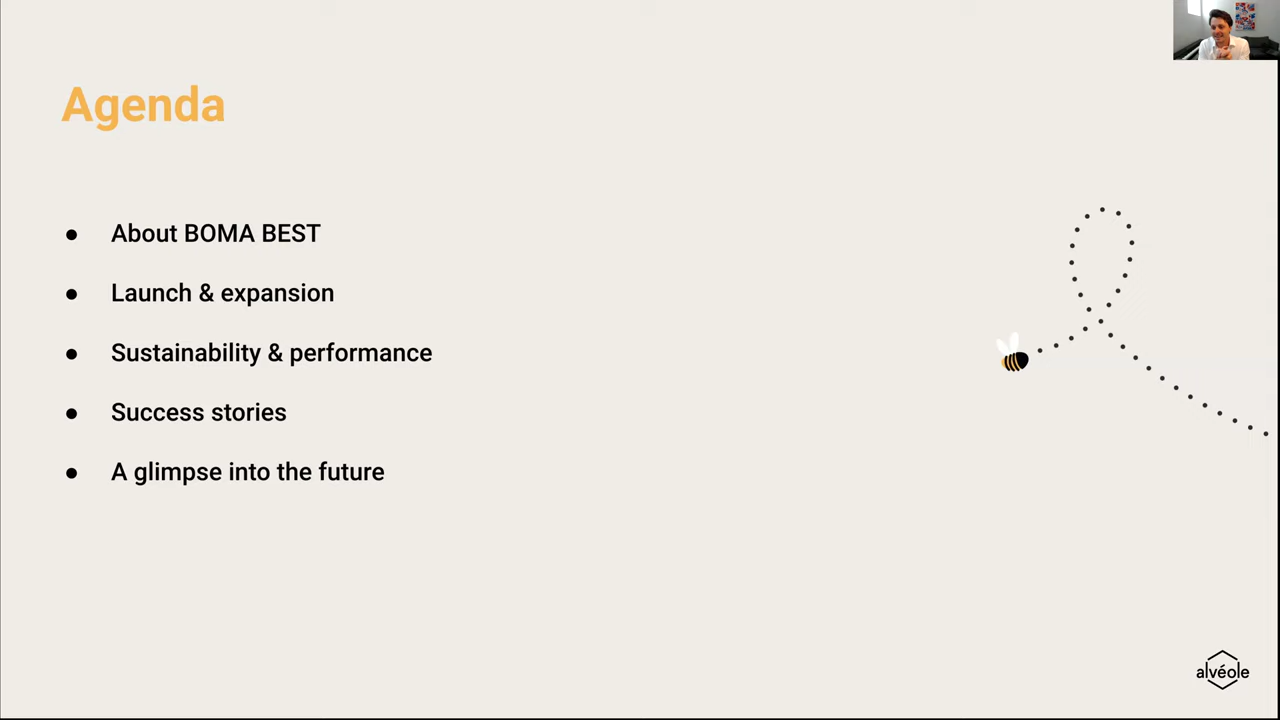 Agenda
● About BOMA BEST
● Launch & expansion
● Sustainability & performance
● Success stories
● A glimpse into the future
alvéole